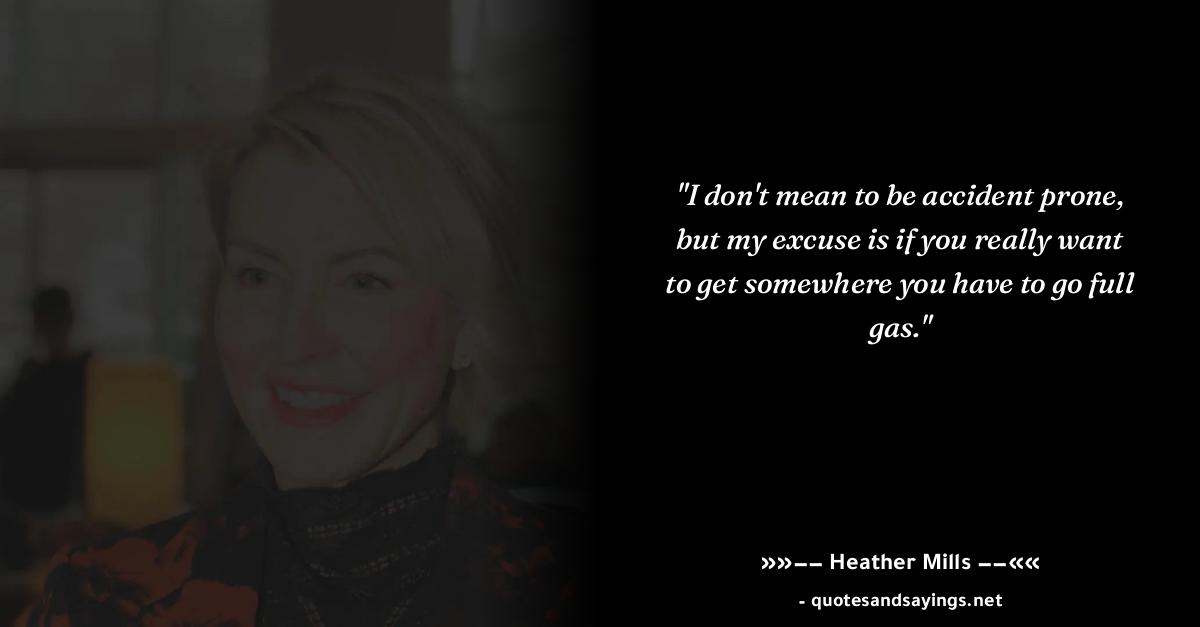 "I don't mean to be accident prone,
but my excuse is if you really want
to get somewhere you have to go full
gas."
»»−− Heather Mills −−««
- quotesandsayings.net